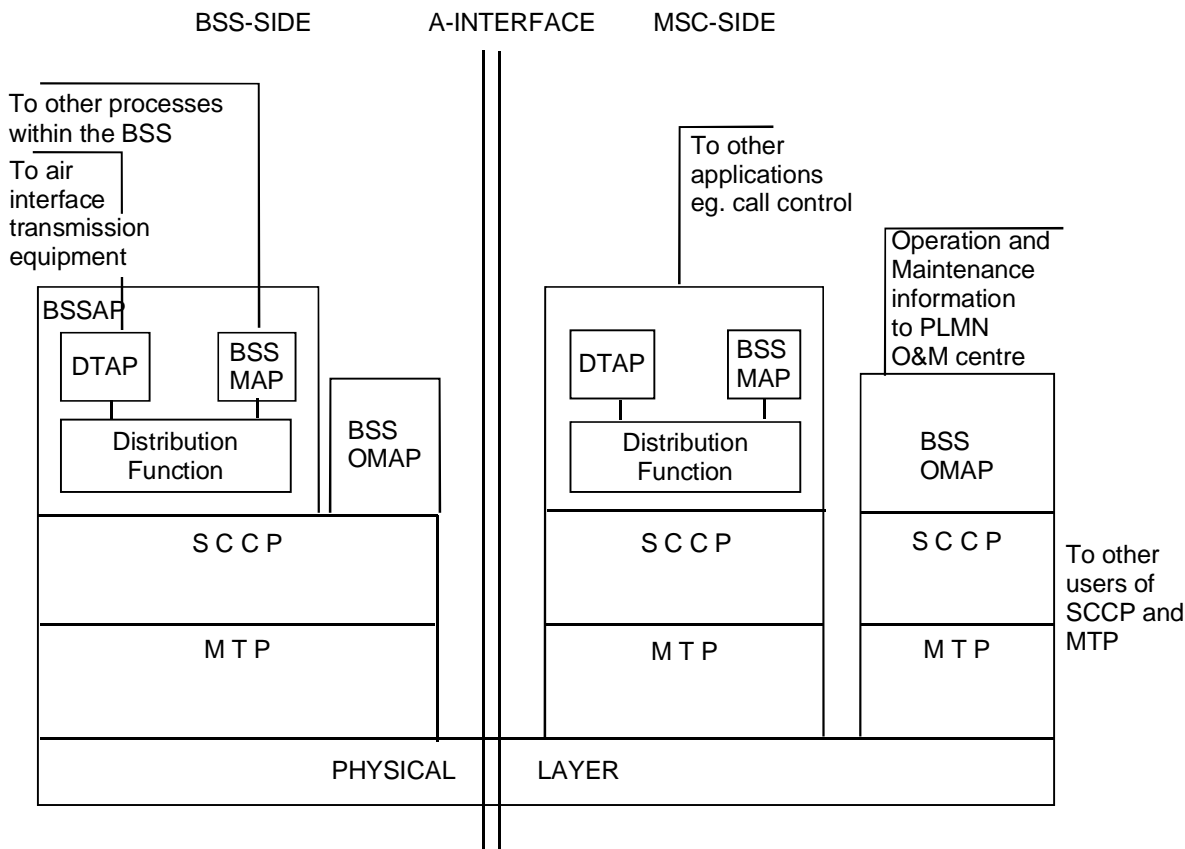 BSS-SIDE
A-INTERFACE
MSC-SIDE
To other processes
within the BSS
To air
interface
transmission
equipment
To other
applications
eg. call control
Operation and
Maintenance
information
to PLMN
O&M centre
BSSAP
DTAP
BSS
MAP
Distribution
Function
BSS
OMAP
DTAP
BSS
MAP
Distribution
Function
BSS
OMAP
S C C P
S C C P
S C C P
To other
users of
SCCP and
MTP
M T P
M T P
M T P
PHYSICAL
LAYER